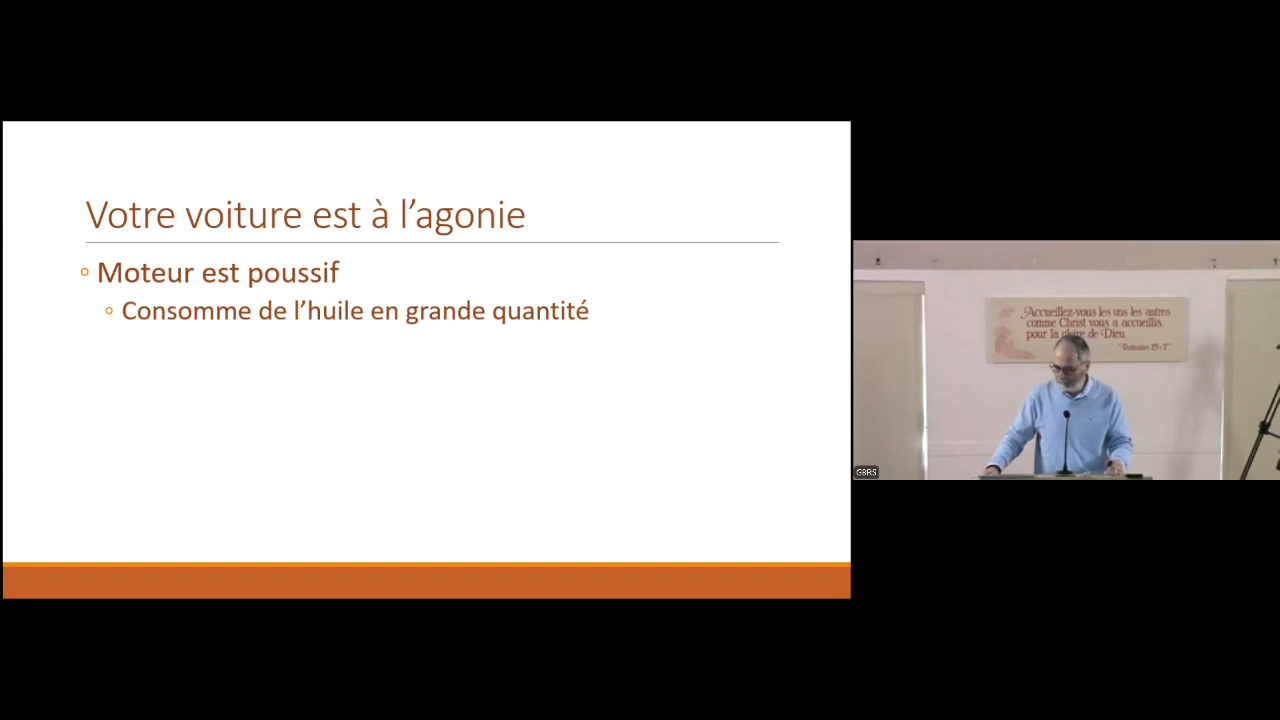 Votre voiture est à l’agonie
Moteur est poussif
Consomme de l’huile en grande quantité
Accueillez-vous les uns les autres
comme Christ vous a accueillis,
pour la gloire de Dieu.
Romains 15:7
GBRS